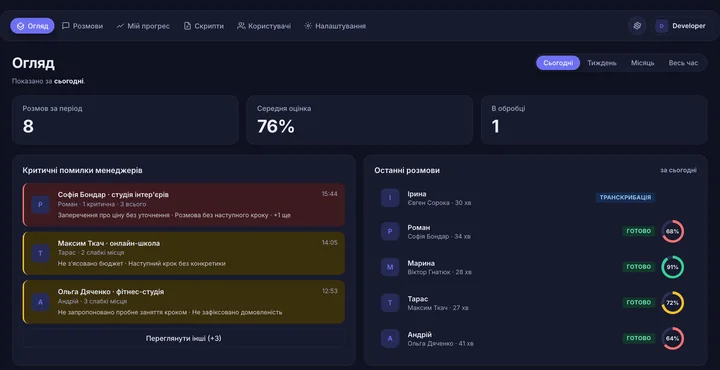 Огляд
Розмови
Мій прогрес
Скрипти
Користувачі
Налаштування
D
Developer
Огляд
Показано за сьогодні.
Сьогодні
Тиждень
Місяць
Весь час
Розмов за період
8
Середня оцінка
76%
В обробці
1
Критичні помилки менеджерів
Р
Софія Бондар · студія інтер'єрів
15:44
Роман · 1 критична · 3 всього
Заперечення про ціну без уточнення · Розмова без наступного кроку · +1 ще
Т
Максим Ткач · онлайн-школа
14:05
Тарас · 2 слабкі місця
Не з'ясовано бюджет · Наступний крок без конкретики
А
Ольга Дяченко · фітнес-студія
12:53
Андрій · 3 слабкі місця
Не запропоновано пробне заняття кроком · Не зафіксовано домовленість
Переглянути інші (+3)
Останні розмови
за сьогодні
І
Ірина
Євген Сорока · 30 хв
ТРАНСКРИБАЦІЯ
Р
Роман
Софія Бондар · 34 хв
ГОТОВО
68%
М
Марина
Віктор Гнатюк · 28 хв
ГОТОВО
91%
Т
Тарас
Максим Ткач · 27 хв
ГОТОВО
72%
А
Андрій
Ольга Дяченко · 41 хв
ГОТОВО
64%